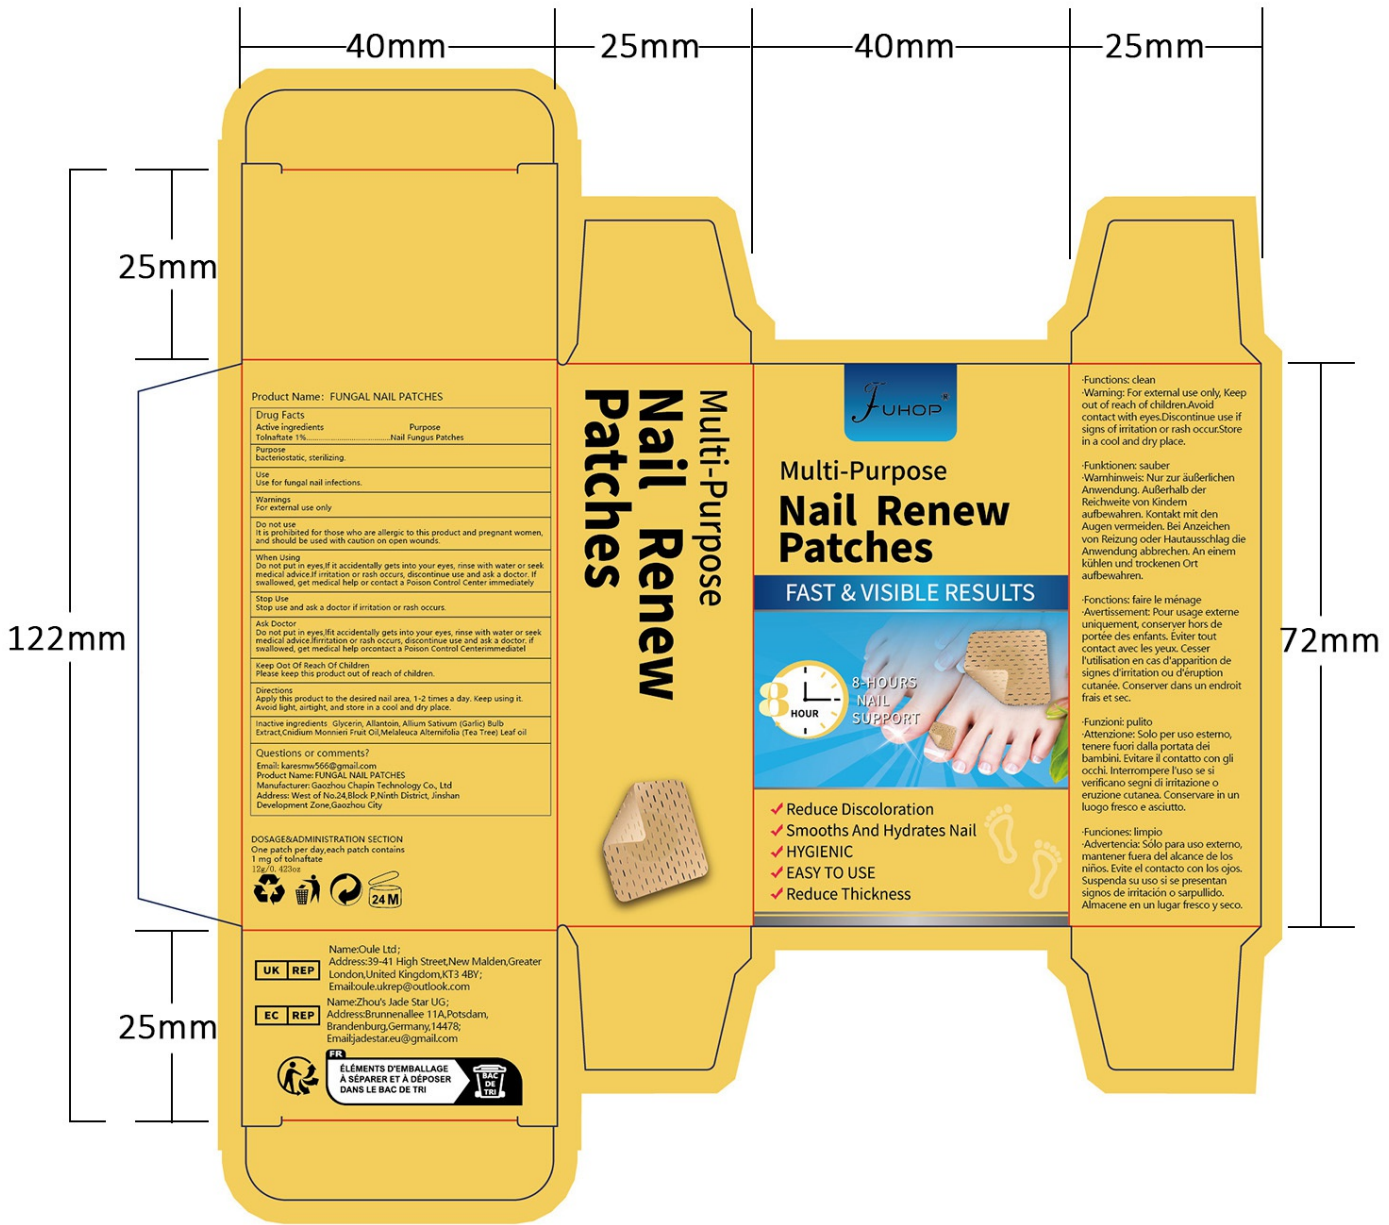 40mm
25mm
40mm
25mm
25mm
122mm
72mm
25mm
Product Name: FUNGAL NAIL PATCHES
Drug Facts
Active ingredients Purpose
Tolnaftate 1%......................................Nail Fungus Patches
Purpose
bacteriostatic, sterilizing.
Use
Use for fungal nail infections.
Warnings
For external use only
Do not use
It is prohibited for those who are allergic to this product and pregnant women,
and should be used with caution on open wounds.
When Using
Do not put in eyes,If it accidentally gets into your eyes, rinse with water or seek
medical advice.If irritation or rash occurs, discontinue use and ask a doctor. If
swallowed, get medical help or contact a Poison Control Center immediately
Stop Use
Stop use and ask a doctor if irritation or rash occurs.
Ask Doctor
Do not put in eyes,Ifit accidentally gets into your eyes, rinse with water or seek
medical advice.Ifirritation or rash occurs, discontinue use and ask a doctor. if
swallowed, get medical help orcontact a Poison Control Centerimmediatel
Keep Oot Of Reach Of Children
Please keep this product out of reach of children.
Directions
Apply this product to the desired nail area, 1-2 times a day. Keep using it.
Avoid light, airtight, and store in a cool and dry place.
Inactive ingredients Glycerin, Allantoin, Allium Sativum (Garlic) Bulb
Extract,Cnidium Monnieri Fruit Oil,Melaleuca Alternifolia (Tea Tree) Leaf oil
Questions or comments?
Email: karesmw566@gmail.com
Product Name: FUNGAL NAIL PATCHES
Manufacturer: Gaozhou Chapin Technology Co., Ltd
Address: West of No.24,Block P,Ninth District, Jinshan
Development Zone,Gaozhou City
DOSAGE&ADMINISTRATION SECTION
One patch per day,each patch contains
1 mg of tolnaftate
12g/0.423oz
24 M
UK REP
Name:Oule Ltd;
Address:39-41 High Street,New Malden,Greater
London,United Kingdom,KT3 4BY;
Email:oule.ukrep@outlook.com
EC REP
Name:Zhou's Jade Star UG;
Address:Brunnenallee 11A,Potsdam,
Brandenburg,Germany,14478;
Email:jadestar.eu@gmail.com
FR
ÉLÉMENTS D'EMBALLAGE
À SÉPARER ET À DÉPOSER
DANS LE BAC DE TRI
BAC
DE
TRI
Multi-Purpose
Nail Renew
Patches
FUHOP
Multi-Purpose
Nail Renew
Patches
FAST & VISIBLE RESULTS
8
HOUR
8-HOURS
NAIL
SUPPORT
Reduce Discoloration
Smooths And Hydrates Nail
HYGIENIC
EASY TO USE
Reduce Thickness
·Functions: clean
·Warning: For external use only, Keep
out of reach of children.Avoid
contact with eyes.Discontinue use if
signs of irritation or rash occur.Store
in a cool and dry place.
·Funktionen: sauber
·Warnhinweis: Nur zur äußerlichen
Anwendung. Außerhalb der
Reichweite von Kindern
aufbewahren. Kontakt mit den
Augen vermeiden. Bei Anzeichen
von Reizung oder Hautausschlag die
Anwendung abbrechen. An einem
kühlen und trockenen Ort
aufbewahren.
·Fonctions: faire le ménage
·Avertissement: Pour usage externe
uniquement, conserver hors de
portée des enfants. Éviter tout
contact avec les yeux. Cesser
l'utilisation en cas d'apparition de
signes d'irritation ou d'éruption
cutanée. Conserver dans un endroit
frais et sec.
·Funzioni: pulito
·Attenzione: Solo per uso esterno,
tenere fuori dalla portata dei
bambini. Evitare il contatto con gli
occhi. Interrompere l'uso se si
verificano segni di irritazione o
eruzione cutanea. Conservare in un
luogo fresco e asciutto.
·Funciones: limpio
·Advertencia: Sólo para uso externo,
mantener fuera del alcance de los
niños. Evite el contacto con los ojos.
Suspenda su uso si se presentan
signos de irritación o sarpullido.
Almacene en un lugar fresco y seco.